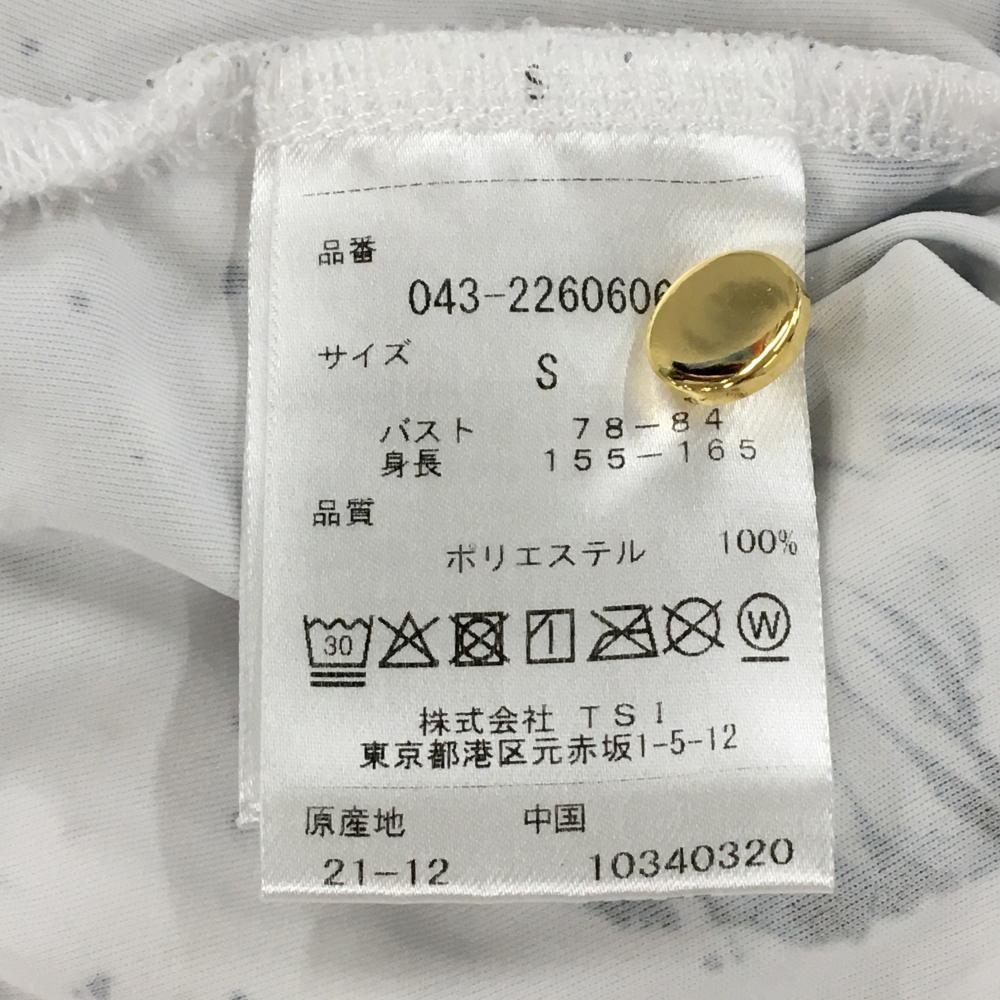 S
品番
043-2260606
サイズ
S
バスト 78-84
身長 155-165
品質
ポリエステル 100%
30
W
株式会社 TSI
東京都港区元赤坂1-5-12
原産地 中国
21-12 10340320